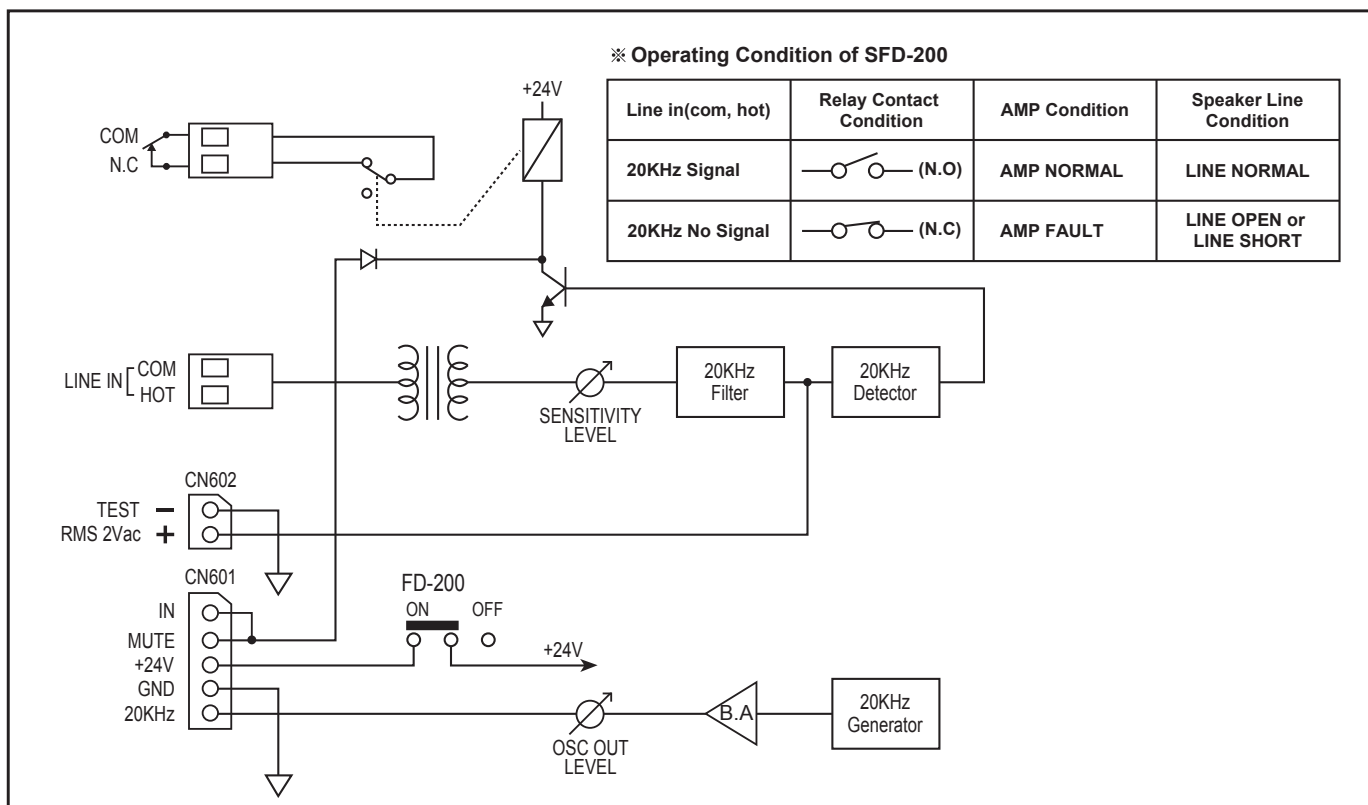 ※ Operating Condition of SFD-200
Line in(com, hot)
Relay Contact
Condition
AMP Condition
Speaker Line
Condition
20KHz Signal
(N.O)
AMP NORMAL
LINE NORMAL
20KHz No Signal
(N.C)
AMP FAULT
LINE OPEN or
LINE SHORT
+24V
COM
N.C
LINE IN
COM
HOT
SENSITIVITY
LEVEL
20KHz
Filter
20KHz
Detector
CN602
TEST −
RMS 2Vac +
CN601
IN
MUTE
+24V
GND
20KHz
FD-200
ON
OFF
+24V
OSC OUT
LEVEL
B.A
20KHz
Generator